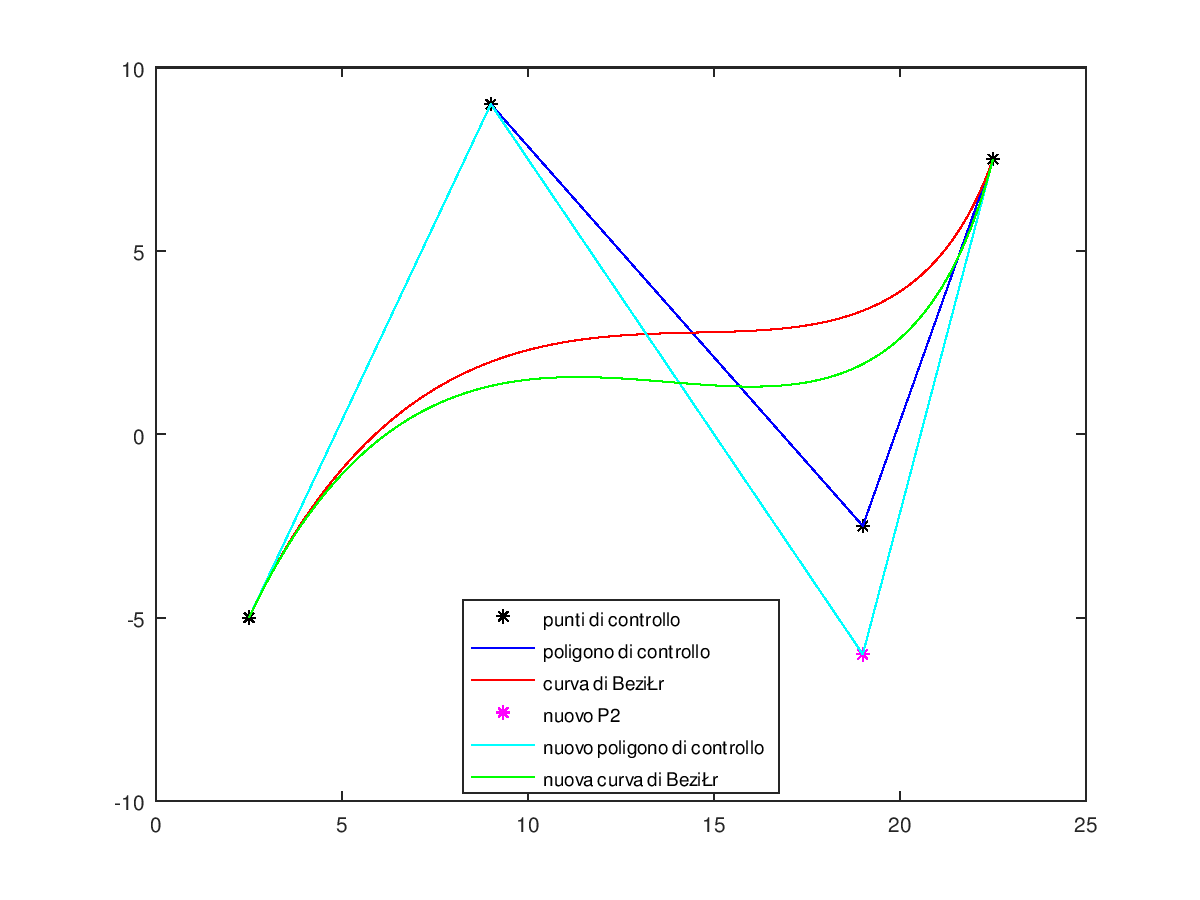 10
5
0
-5
-10
0 5 10 15 20 25
punti di controllo
poligono di controllo
curva di BeziŁr
nuovo P2
nuovo poligono di controllo
nuova curva di BeziŁr